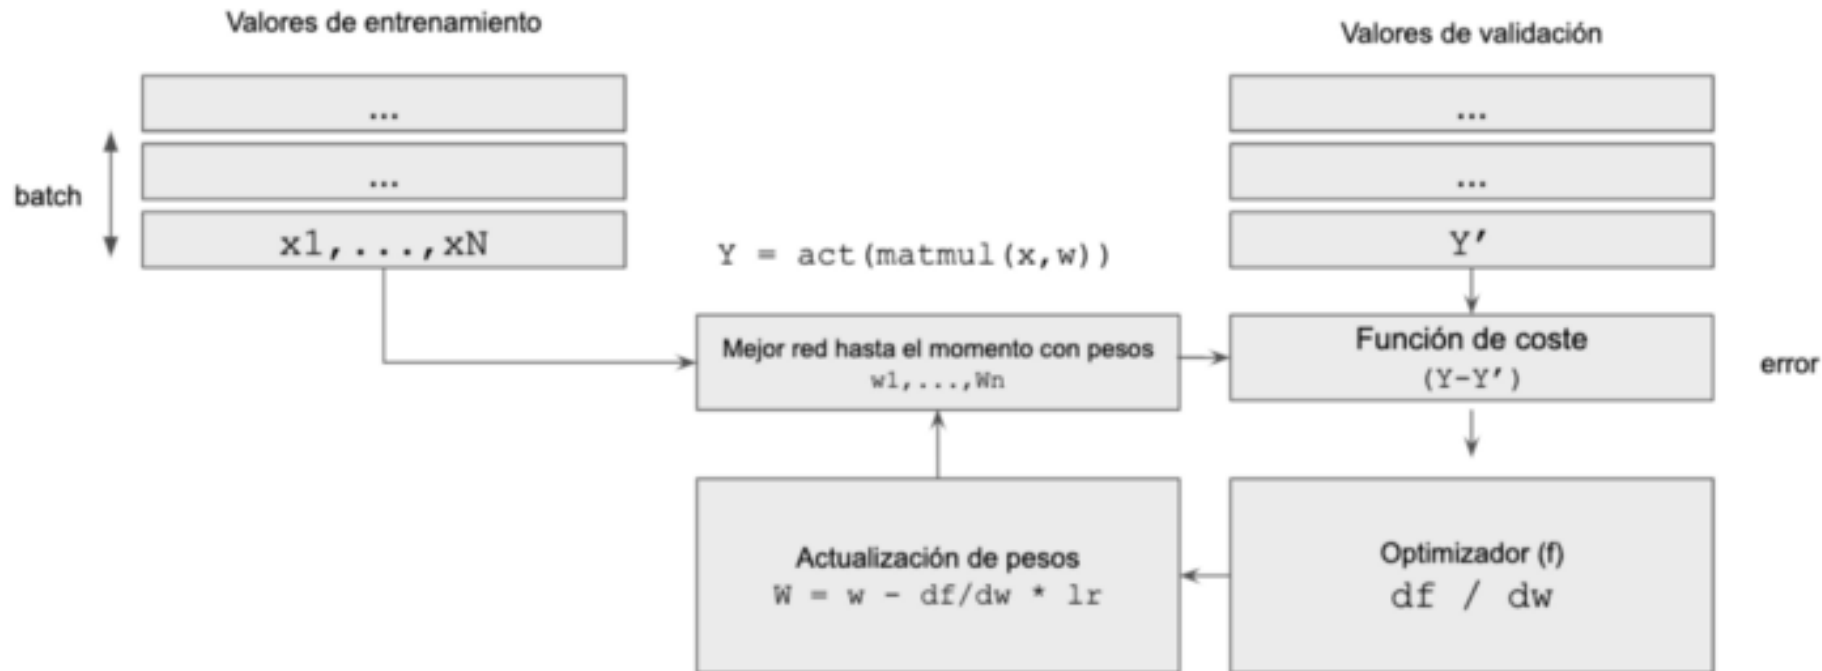 Valores de entrenamiento
Valores de validación
...
...
x1,...,xN
batch
...
...
Y'
Y = act(matmul(x,w))
Mejor red hasta el momento con pesos
w1,...,Wn
Función de coste
(Y-Y')
error
Actualización de pesos
W = w - df/dw * lr
Optimizador (f)
df / dw